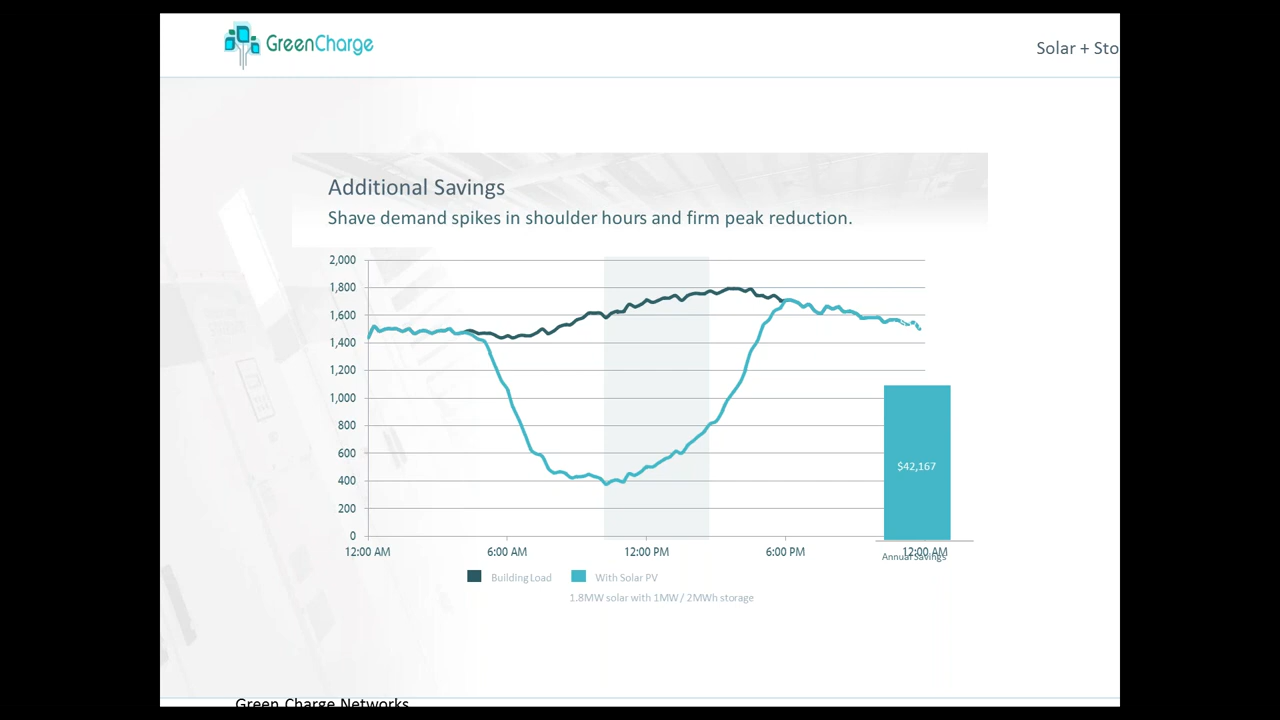 GreenCharge
Solar + Sto
Additional Savings
Shave demand spikes in shoulder hours and firm peak reduction.
2,000
1,800
1,600
1,400
1,200
1,000
800
600
400
200
0
$42,167
12:00 AM 6:00 AM 12:00 PM 6:00 PM 12:00 AM
Annual Savings
Building Load With Solar PV
1.8MW solar with 1MW / 2MWh storage
Green Charge Networks